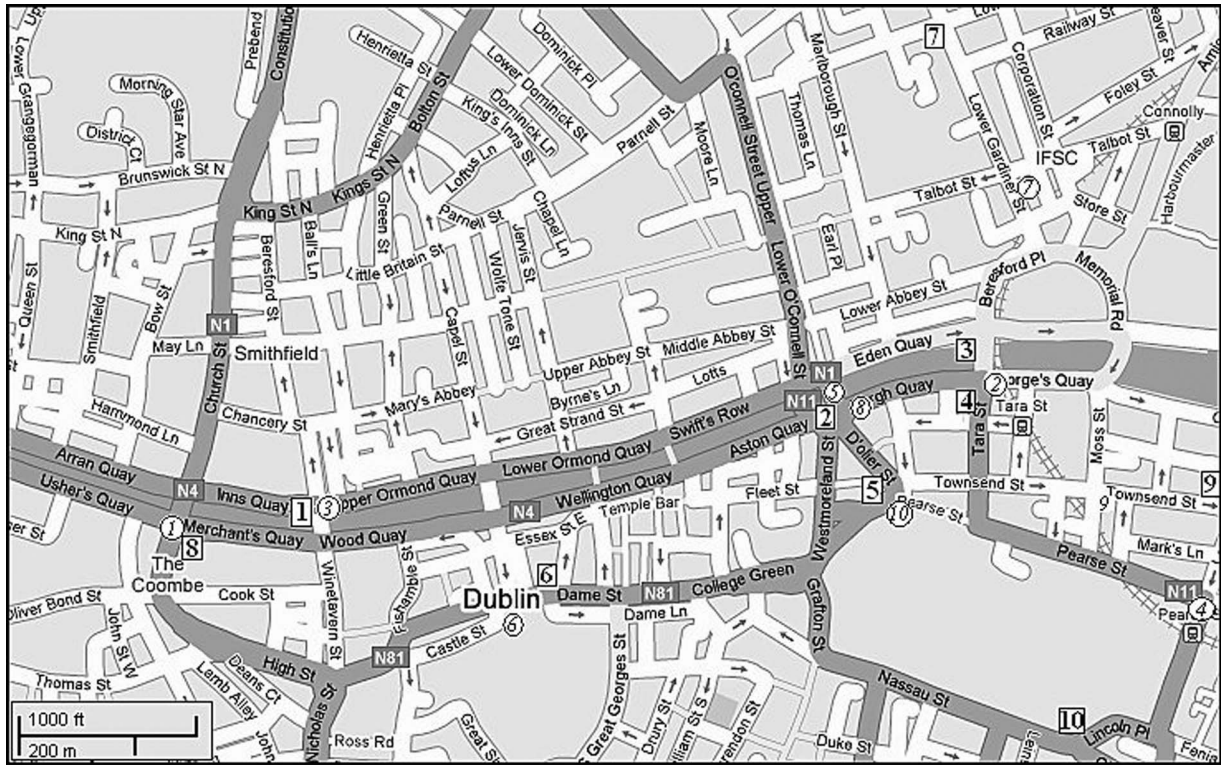 Lower Grangegorman
Prebend
Constitutio
Henrietta St
Henrietta Pl
Bolton St
Lower Dominick St
Dominick Pl
Dominick Ln
King's Inns St
Loftus Ln
Parnell St
Moore Ln
O'connell Street Upper
Thomas Ln
Marlborough St
7
Railway St
Corporation St
Foley St
Connolly
Talbot St
IFSC
Lower Gardiner St
Talbot St
7
Store St
Harbourmaster
Morning Star Ave
District Ct
Brunswick St N
King St N
King St N
Kings St N
Green St
Ball's Ln
Beresford St
Little Britain St
Parnell St
Jervis St
Wolfe Tone St
Chapel Ln
Earl Pl
Lower O'Connell St
Lower Abbey St
Beresford Pl
Memorial Rd
Queen St
Smithfield
Bow St
N1
May Ln
Smithfield
Church St
Capel St
Mary's Abbey
Upper Abbey St
Middle Abbey St
Byrne's Ln
Lotts
Great Strand St
Eden Quay
3
N1
5
N11
2
8
rgh Quay
4
2
orge's Quay
Tara St
Tara St
Moss St
Hammond Ln
Chancery St
Arran Quay
Usher's Quay
N4
Inns Quay
1
3
pper Ormond Quay
Lower Ormond Quay
Swift's Row
Aston Quay
Wellington Quay
Fleet St
Westmoreland St
D'olier St
5
10
Pearse St
Townsend St
Townsend St
9
9
Mark's Ln
Pearse St
N11
4
1
8
Merchant's Quay
Wood Quay
N4
Essex St E
Temple Bar
The
Coombe
Cook St
Winetavern St
Fishamble St
6
Dublin
Dame St
N81
College Green
Dame Ln
Castle St
6
N81
Oliver Bond St
John St W
Thomas St
High St
Deans Ct
Lamb Alley
John
Nicholas St
Ross Rd
Great Georges St
Drury St
Grafton St
Nassau St
Duke St
10
Lincoln Pl
Fenia
1000 ft
200 m